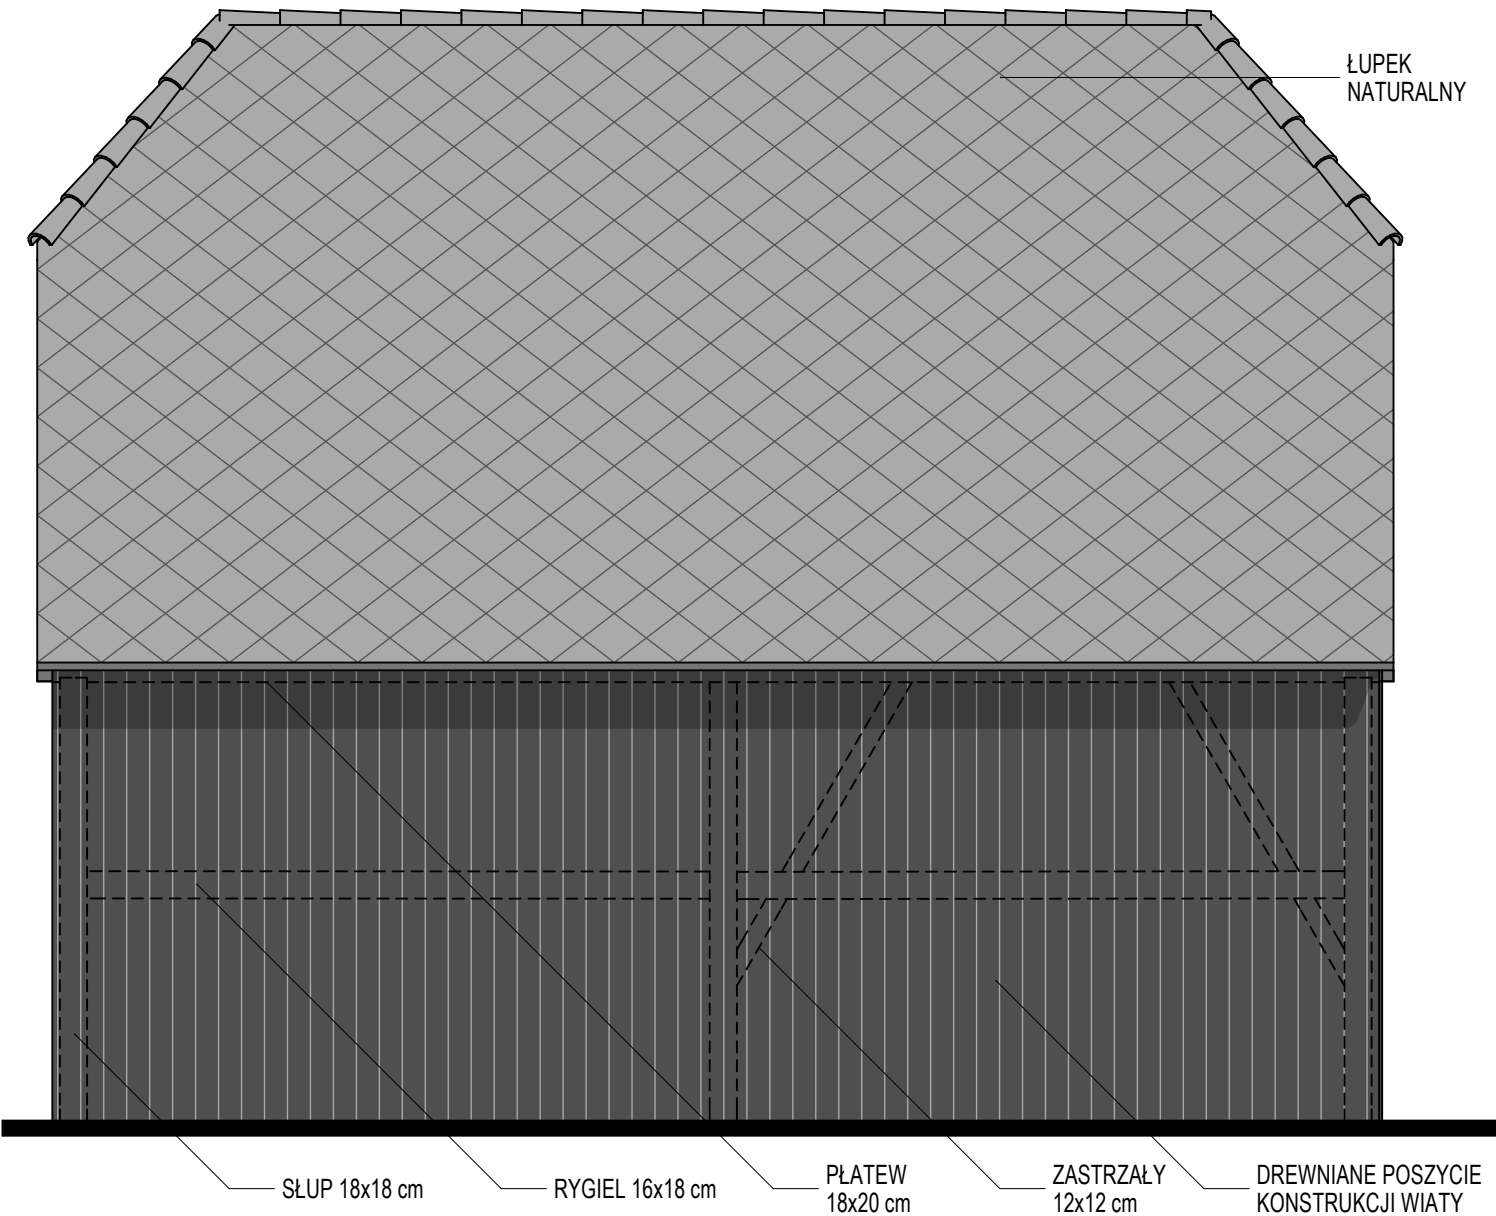 ŁUPEK
NATURALNY
SŁUP 18x18 cm
RYGIEL 16x18 cm
PŁATEW
18x20 cm
ZASTRZAŁY
12x12 cm
DREWNIANE POSZYCIE
KONSTRUKCJI WIATY